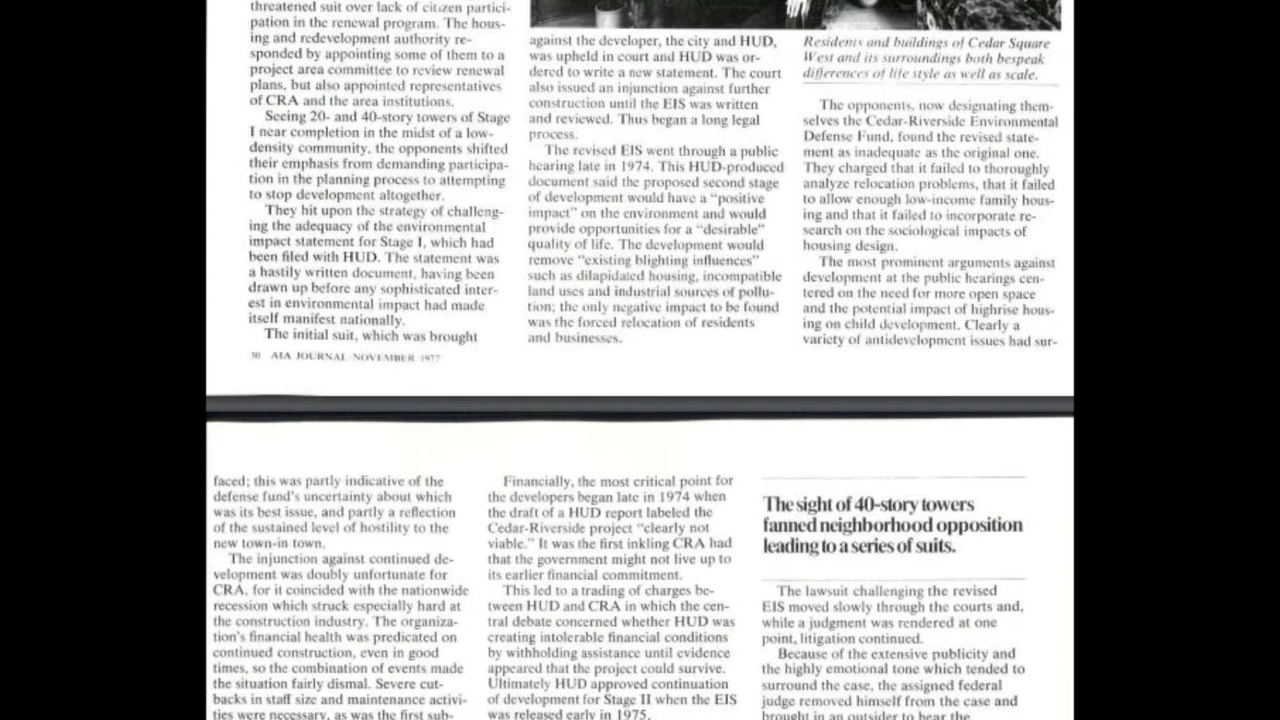 threatened suit over lack of citizen partici-
pation in the renewal program. The hous-
ing and redevelopment authority re-
sponded by appointing some of them to a
project area committee to review renewal
plans, but also appointed representatives
of CRA and the area institutions.
Seeing 20- and 40-story towers of Stage
I near completion in the midst of a low-
density community, the opponents shifted
their emphasis from demanding participa-
tion in the planning process to attempting
to stop development altogether.
They hit upon the strategy of challeng-
ing the adequacy of the environmental
impact statement for Stage I, which had
been filed with HUD. The statement was
a hastily written document, having been
drawn up before any sophisticated inter-
est in environmental impact had made
itself manifest nationally.
The initial suit, which was brought
30 AIA JOURNAL/NOVEMBER 1977
against the developer, the city and HUD,
was upheld in court and HUD was or-
dered to write a new statement. The court
also issued an injunction against further
construction until the EIS was written
and reviewed. Thus began a long legal
process.
The revised EIS went through a public
hearing late in 1974. This HUD-produced
document said the proposed second stage
of development would have a "positive
impact" on the environment and would
provide opportunities for a "desirable"
quality of life. The development would
remove "existing blighting influences"
such as dilapidated housing, incompatible
land uses and industrial sources of pollu-
tion; the only negative impact to be found
was the forced relocation of residents
and businesses.
Residents and buildings of Cedar Square
West and its surroundings both bespeak
differences of life style as well as scale.
The opponents, now designating them-
selves the Cedar-Riverside Environmental
Defense Fund, found the revised state-
ment as inadequate as the original one.
They charged that it failed to thoroughly
analyze relocation problems, that it failed
to allow enough low-income family hous-
ing and that it failed to incorporate re-
search on the sociological impacts of
housing design.
The most prominent arguments against
development at the public hearings cen-
tered on the need for more open space
and the potential impact of highrise hous-
ing on child development. Clearly a
variety of antidevelopment issues had sur-
faced; this was partly indicative of the
defense fund's uncertainty about which
was its best issue, and partly a reflection
of the sustained level of hostility to the
new town-in town.
The injunction against continued de-
velopment was doubly unfortunate for
CRA, for it coincided with the nationwide
recession which struck especially hard at
the construction industry. The organiza-
tion's financial health was predicated on
continued construction, even in good
times, so the combination of events made
the situation fairly dismal. Severe cut-
backs in staff size and maintenance activi-
ties were necessary, as was the first sub-
Financially, the most critical point for
the developers began late in 1974 when
the draft of a HUD report labeled the
Cedar-Riverside project "clearly not
viable." It was the first inkling CRA had
that the government might not live up to
its earlier financial commitment.
This led to a trading of charges be-
tween HUD and CRA in which the cen-
tral debate concerned whether HUD was
creating intolerable financial conditions
by withholding assistance until evidence
appeared that the project could survive.
Ultimately HUD approved continuation
of development for Stage II when the EIS
was released early in 1975.
The sight of 40-story towers
fanned neighborhood opposition
leading to a series of suits.
The lawsuit challenging the revised
EIS moved slowly through the courts and,
while a judgment was rendered at one
point, litigation continued.
Because of the extensive publicity and
the highly emotional tone which tended to
surround the case, the assigned federal
judge removed himself from the case and
brought in an outsider to hear the